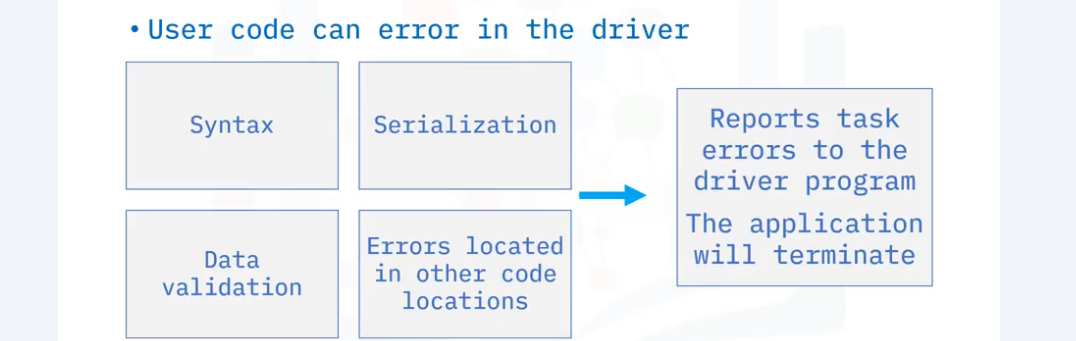 • User code can error in the driver
Syntax
Serialization
Data
validation
Errors located
in other code
locations
Reports task
errors to the
driver program
The application
will terminate